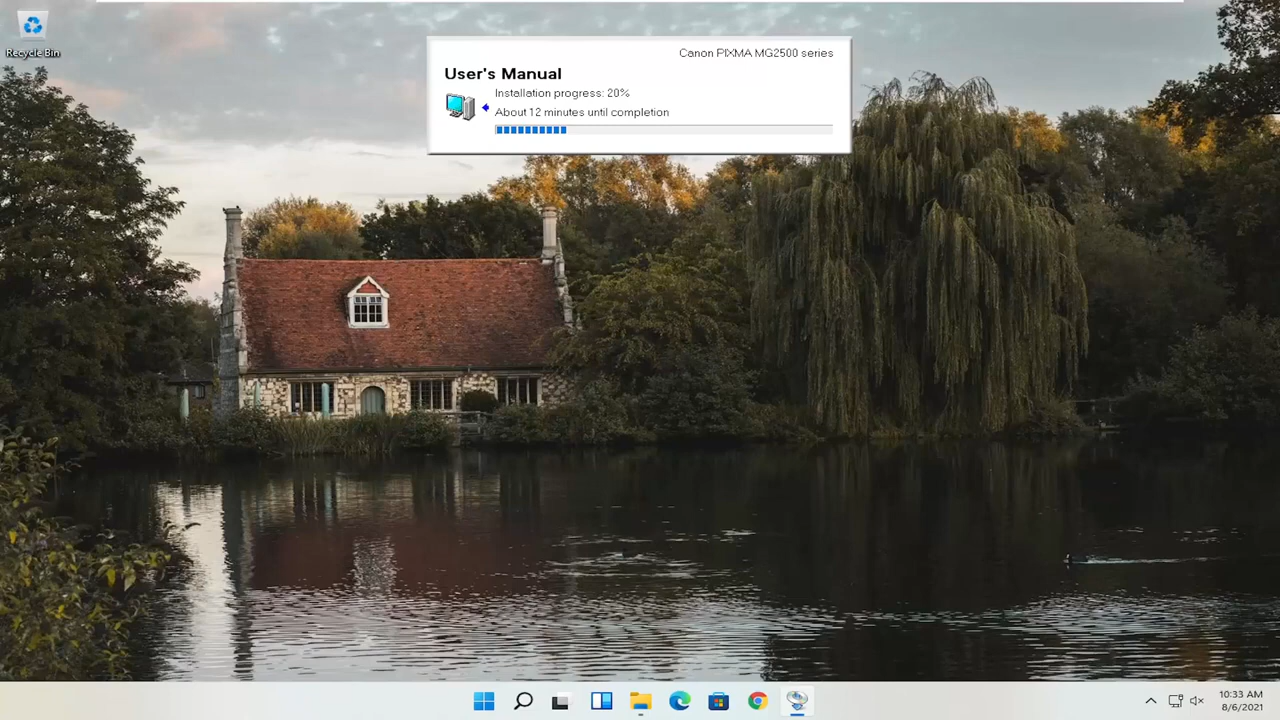 Recycle Bin
Canon PIXMA MG2500 series
User's Manual
Installation progress: 20%
About 12 minutes until completion
10:33 AM
8/6/2021